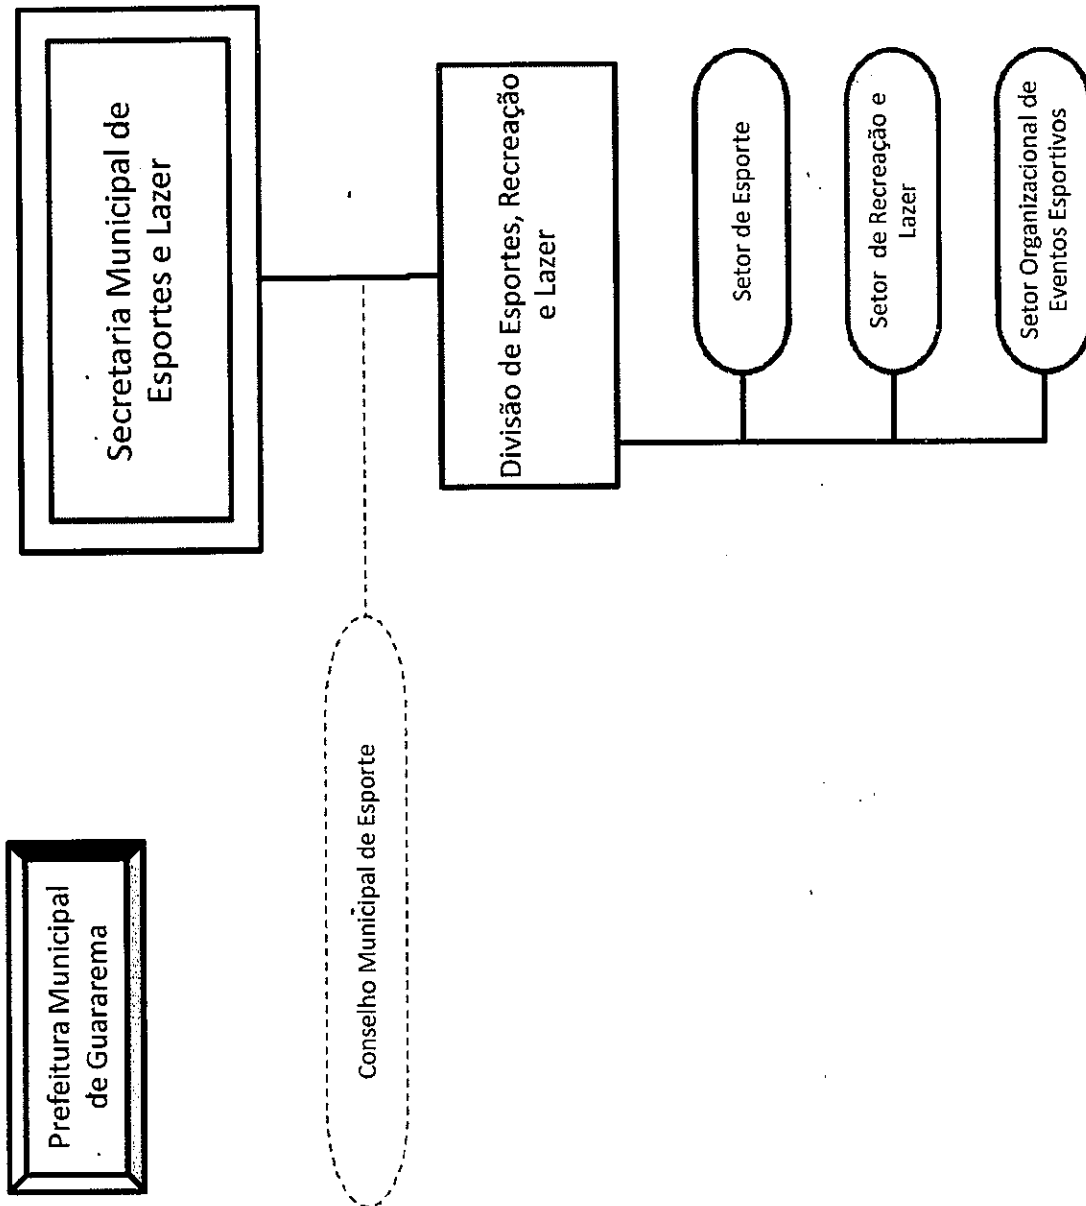 Prefeitura Municipal
de Guararema
Secretaria Municipal de
Esportes e Lazer
Conselho Municipal de Esporte
Divisão de Esportes, Recreação
e Lazer
Setor de Esporte
Setor de Recreação e
Lazer
Setor Organizacional de
Eventos Esportivos